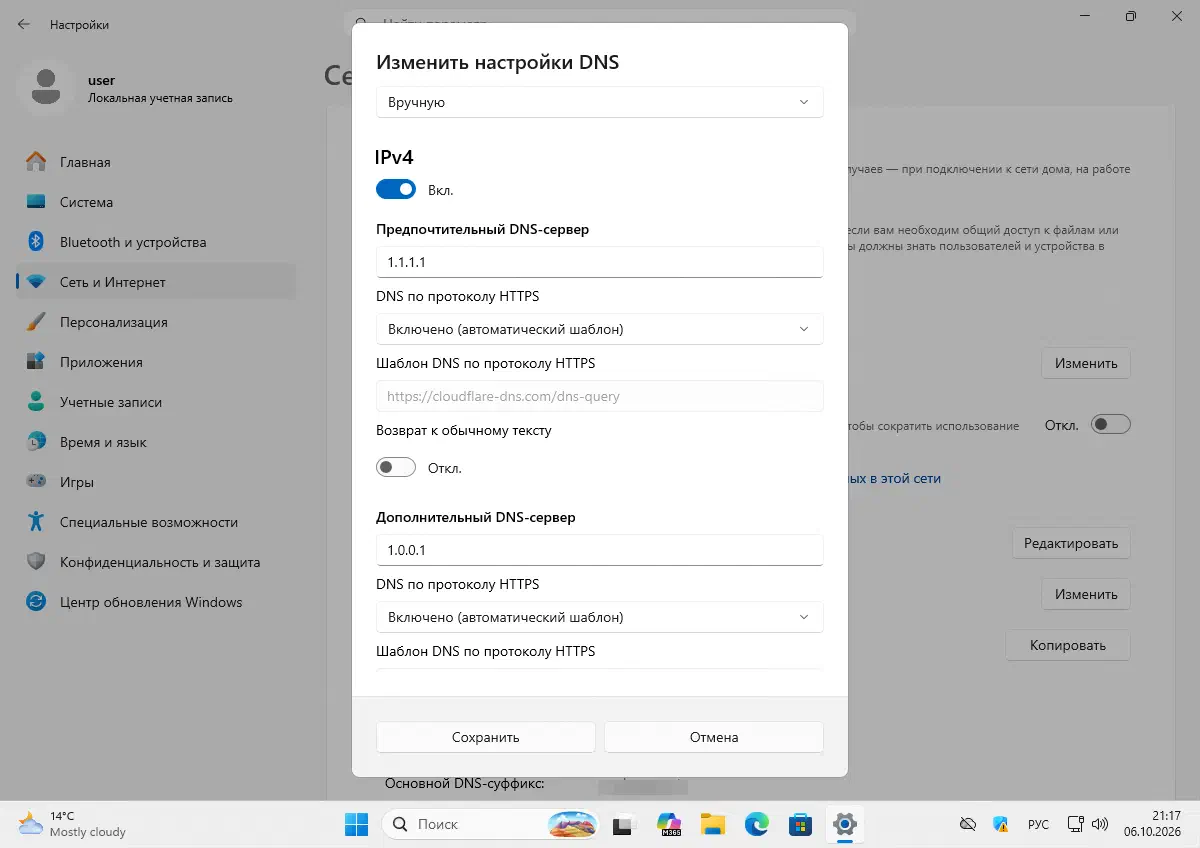 Настройки
user
Локальная учетная запись
Главная
Система
Bluetooth и устройства
Сеть и Интернет
Персонализация
Приложения
Учетные записи
Время и язык
Игры
Специальные возможности
Конфиденциальность и защита
Центр обновления Windows
Се
Изменить настройки DNS
Вручную
IPv4
Вкл.
Предпочтительный DNS-сервер
1.1.1.1
DNS по протоколу HTTPS
Включено (автоматический шаблон)
Шаблон DNS по протоколу HTTPS
https://cloudflare-dns.com/dns-query
Возврат к обычному тексту
Откл.
Дополнительный DNS-сервер
1.0.0.1
DNS по протоколу HTTPS
Включено (автоматический шаблон)
Шаблон DNS по протоколу HTTPS
Сохранить
Отмена
лучаев — при подключении к сети дома, на работе
если вам необходим общий доступ к файлам или
ы должны знать пользователей и устройства в
Изменить
тобы сократить использование
Откл.
ых в этой сети
Редактировать
Изменить
Копировать
Основной DNS-суффикс:
14°C
Mostly cloudy
Поиск
M365
РУС
21:17
06.10.2026